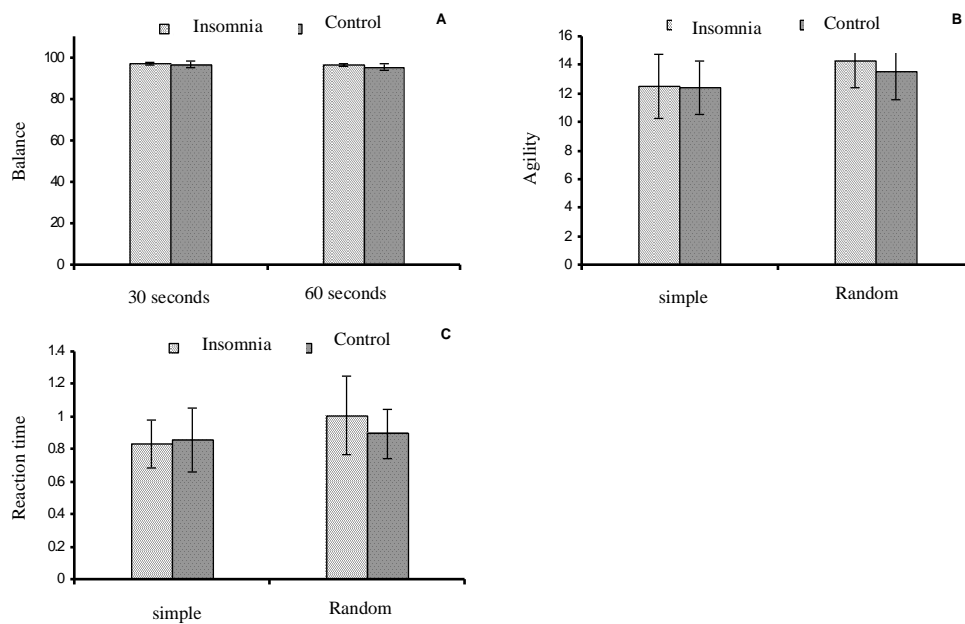 A
Insomnia Control
Balance
100
80
60
40
20
0
30 seconds 60 seconds
B
Insomnia Control
Agility
16
14
12
10
8
6
4
2
0
simple Random
C
Insomnia Control
Reaction time
1.4
1.2
1
0.8
0.6
0.4
0.2
0
simple Random